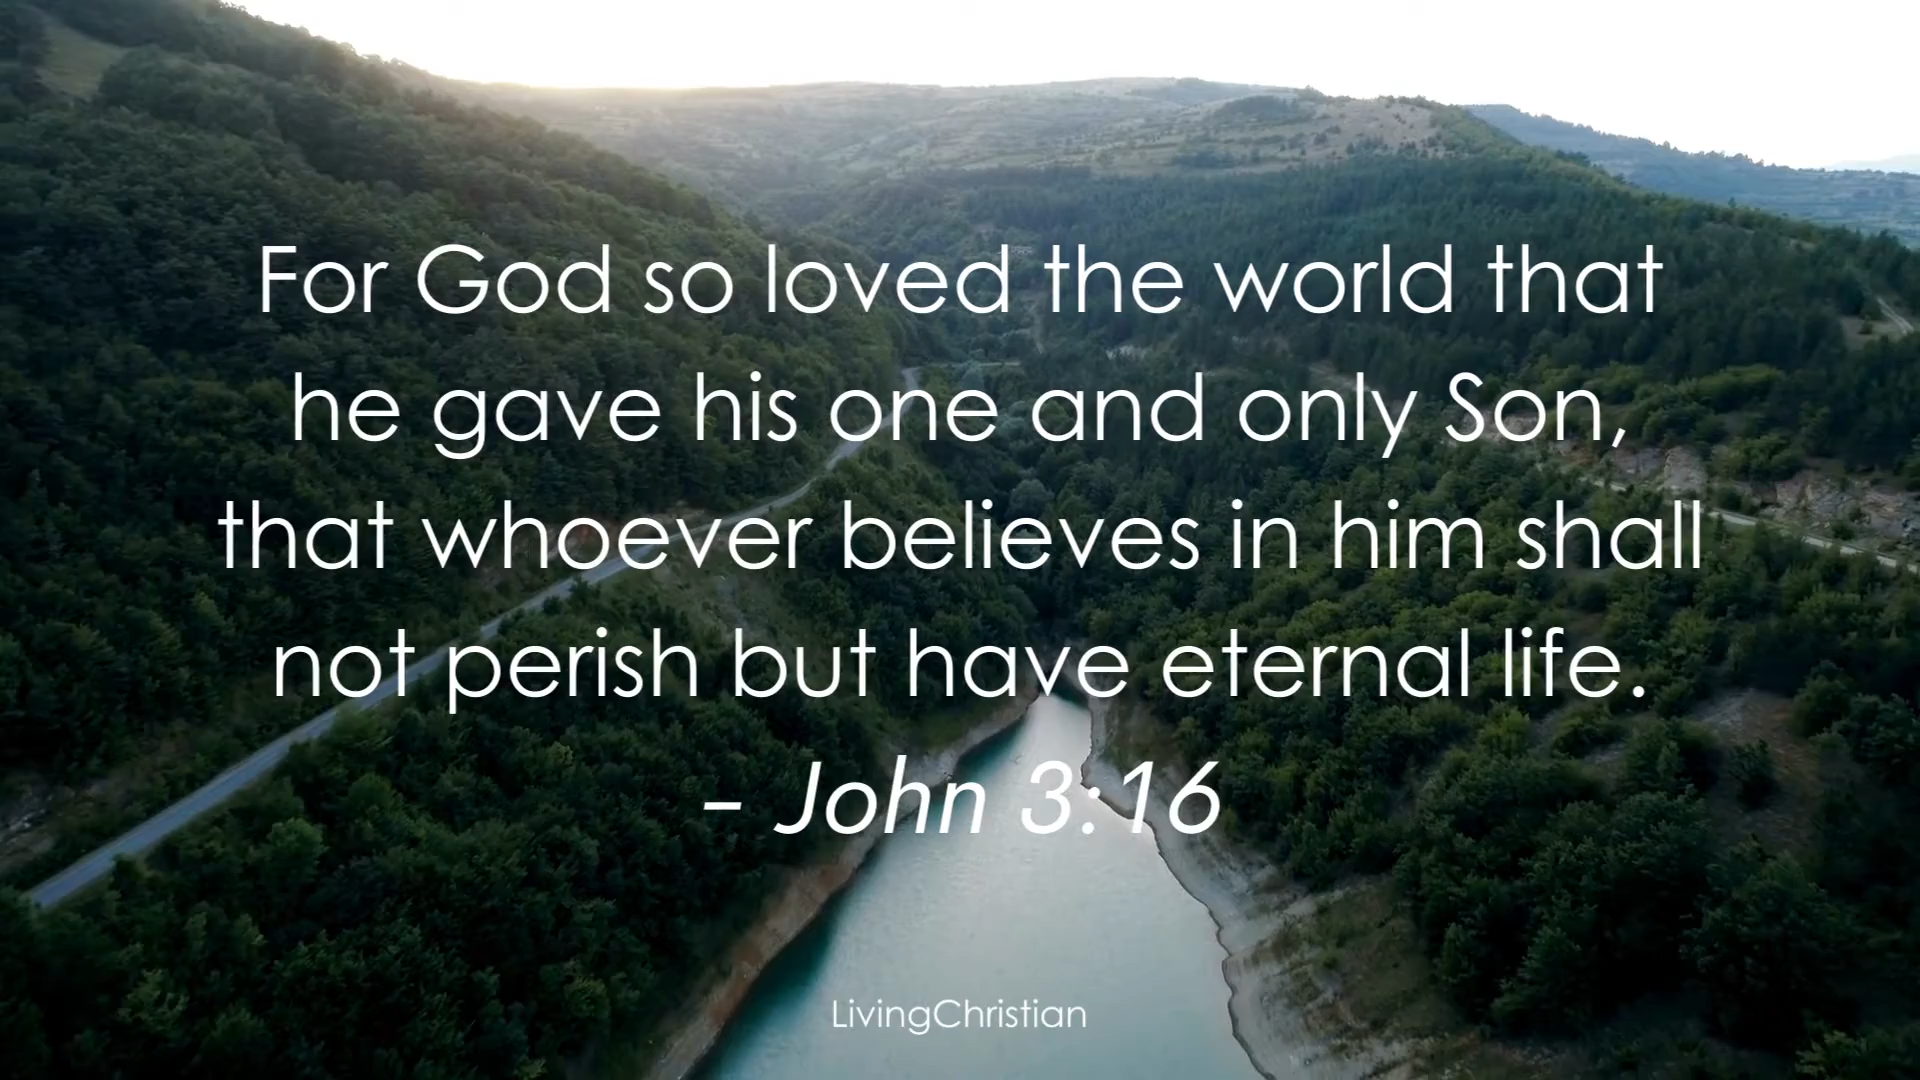 For God so loved the world that
he gave his one and only Son,
that whoever believes in him shall
not perish but have eternal life.
– John 3:16
LivingChristian